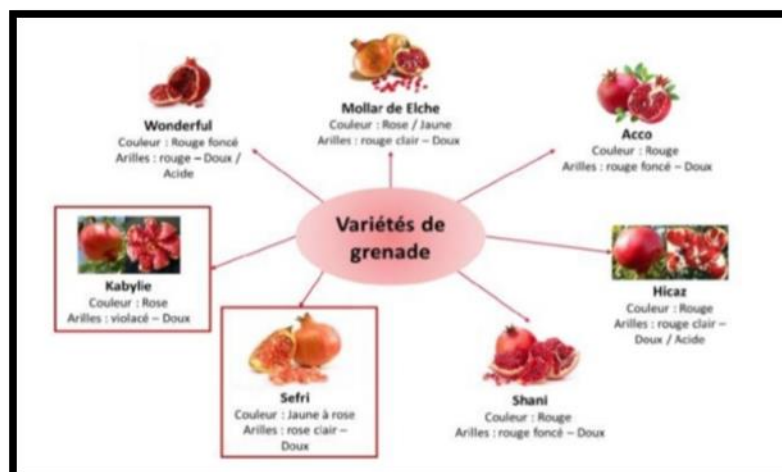 Wonderful
Couleur : Rouge foncé
Arilles : rouge – Doux /
Acide
Mollar de Elche
Couleur : Rose / Jaune
Arilles : rouge clair – Doux
Acco
Couleur : Rouge
Arilles : rouge foncé – Doux
Variétés de
grenade
Kabylie
Couleur : Rose
Arilles : violacé – Doux
Hicaz
Couleur : Rouge
Arilles : rouge clair –
Doux / Acide
Sefri
Couleur : Jaune à rose
Arilles : rose clair –
Doux
Shani
Couleur : Rouge
Arilles : rouge foncé – Doux